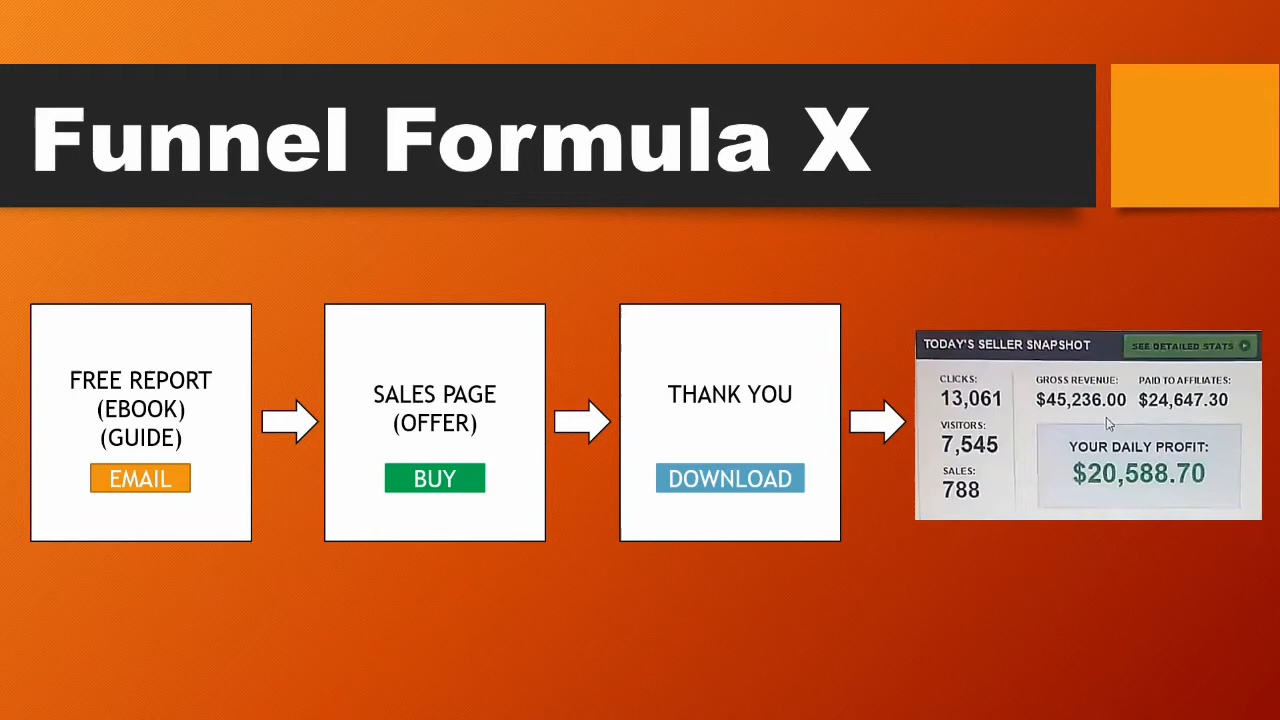 Funnel Formula X
FREE REPORT
(EBOOK)
(GUIDE)
EMAIL
SALES PAGE
(OFFER)
BUY
THANK YOU
DOWNLOAD
TODAY'S SELLER SNAPSHOT
SEE DETAILED STATS
CLICKS:
13,061
VISITORS:
7,545
SALES:
788
GROSS REVENUE:
$45,236.00
PAID TO AFFILIATES:
$24,647.30
YOUR DAILY PROFIT:
$20,588.70